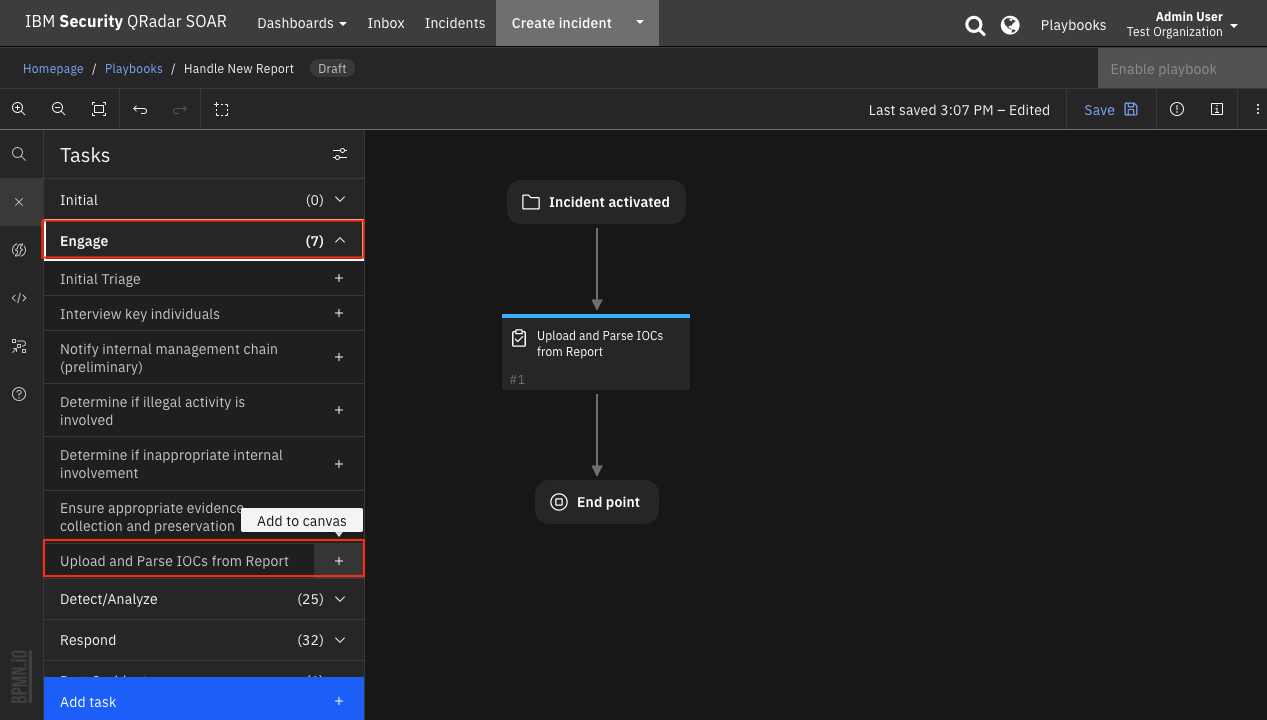 IBM Security QRadar SOAR
Dashboards
Inbox
Incidents
Create incident
Playbooks
Admin User
Test Organization
Homepage / Playbooks / Handle New Report
Draft
Enable playbook
Last saved 3:07 PM – Edited
Save
Tasks
Initial (0)
Engage (7)
Initial Triage +
Interview key individuals +
Notify internal management chain
(preliminary) +
Determine if illegal activity is
involved +
Determine if inappropriate internal
involvement +
Ensure appropriate evidence
collection and preservation
Add to canvas
Upload and Parse IOCs from Report +
Detect/Analyze (25)
Respond (32)
Add task +
BPMN.iO
Incident activated
Upload and Parse IOCs
from Report
#1
End point